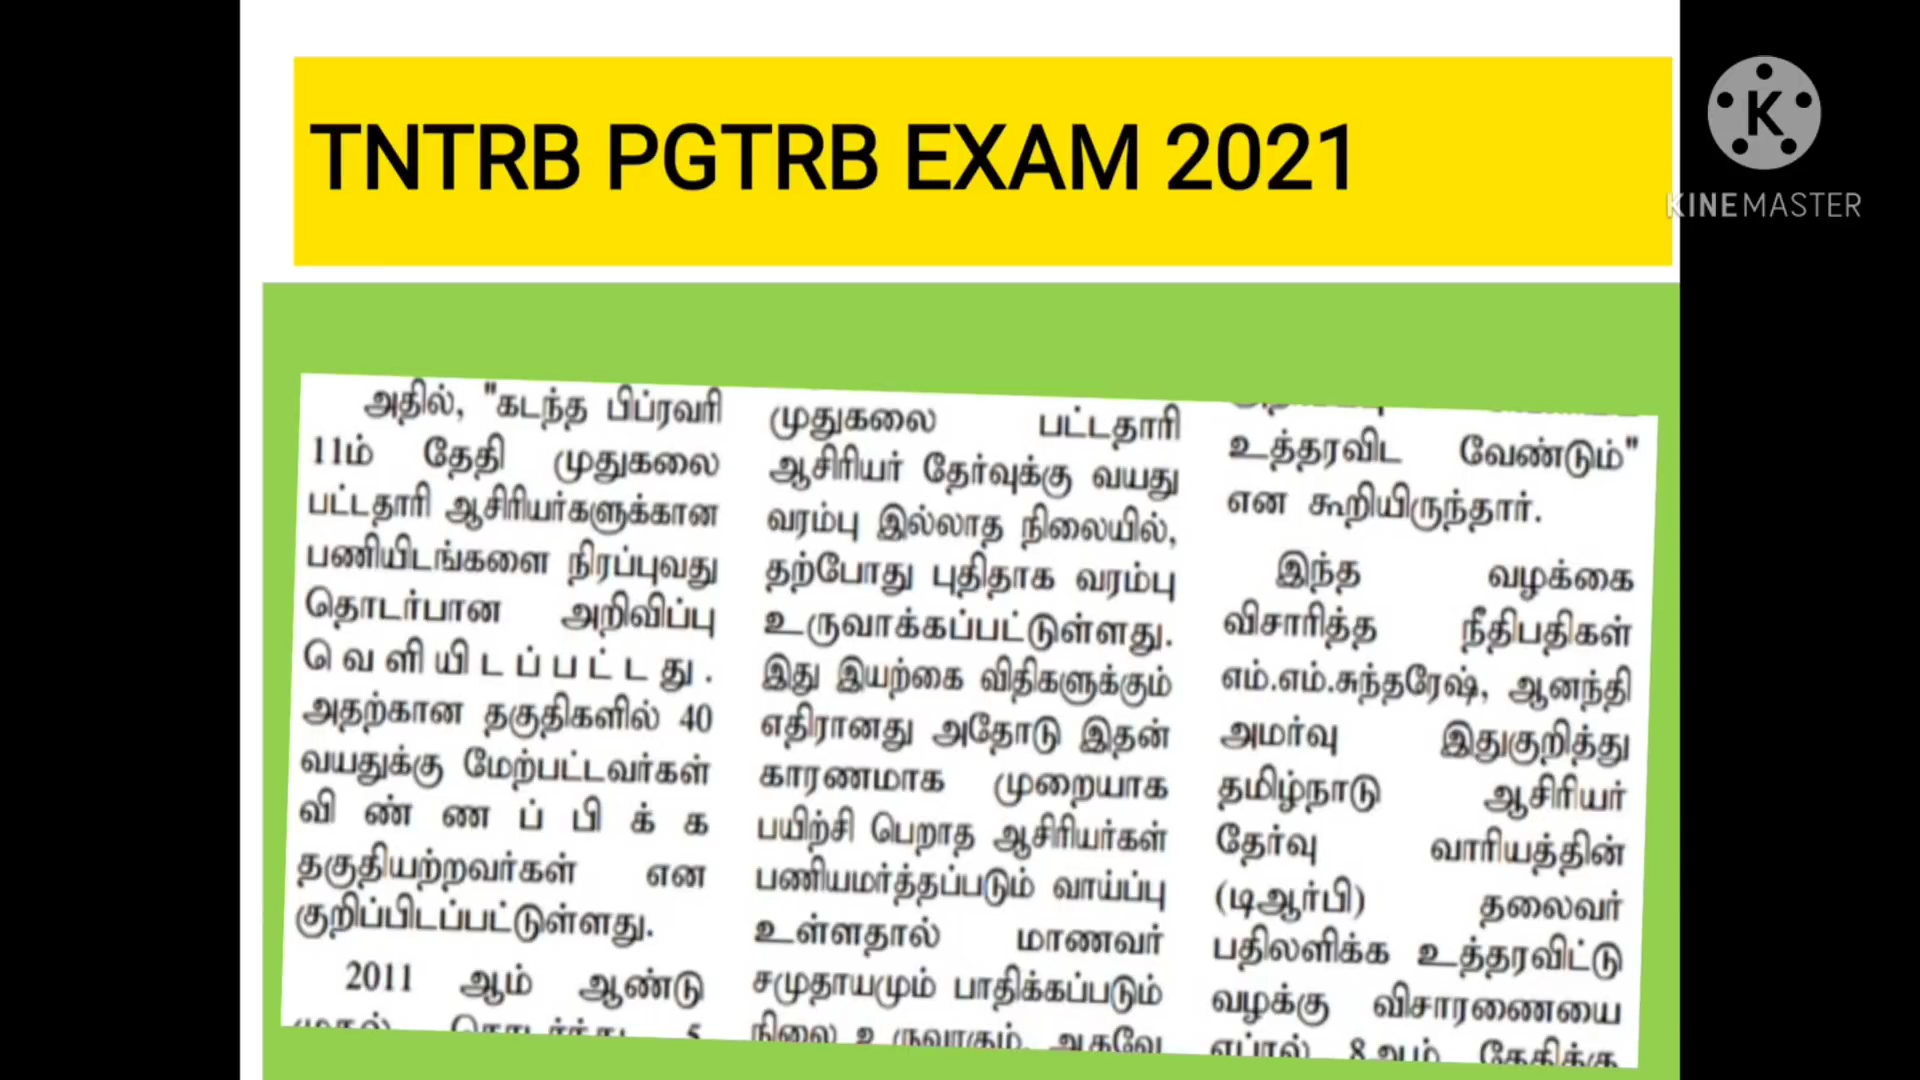 TNTRB PGTRB EXAM 2021
K
KINEMASTER
அதில், "கடந்த பிப்ரவரி
11ம் தேதி முதுகலை
பட்டதாரி ஆசிரியர்களுக்கான
பணியிடங்களை நிரப்புவது
தொடர்பான அறிவிப்பு
வெளியிடப்பட்டது.
அதற்கான தகுதிகளில் 40
வயதுக்கு மேற்பட்டவர்கள்
விண்ணப்பிக்க
தகுதியற்றவர்கள் என
குறிப்பிடப்பட்டுள்ளது.
2011 ஆம் ஆண்டு
முதுகலை பட்டதாரி
ஆசிரியர் தேர்வுக்கு வயது
வரம்பு இல்லாத நிலையில்,
தற்போது புதிதாக வரம்பு
உருவாக்கப்பட்டுள்ளது.
இது இயற்கை விதிகளுக்கும்
எதிரானது அதோடு இதன்
காரணமாக முறையாக
பயிற்சி பெறாத ஆசிரியர்கள்
பணியமர்த்தப்படும் வாய்ப்பு
உள்ளதால் மாணவர்
சமுதாயமும் பாதிக்கப்படும்
நிலை உருவாகும். ஆகவே
உத்தரவிட வேண்டும்"
என கூறியிருந்தார்.
இந்த வழக்கை
விசாரித்த நீதிபதிகள்
எம்.எம்.சுந்தரேஷ், ஆனந்தி
அமர்வு இதுகுறித்து
தமிழ்நாடு ஆசிரியர்
தேர்வு வாரியத்தின்
(டிஆர்பி) தலைவர்
பதிலளிக்க உத்தரவிட்டு
வழக்கு விசாரணையை
ஏப்ரல் 8ஆம் தேதிக்கு